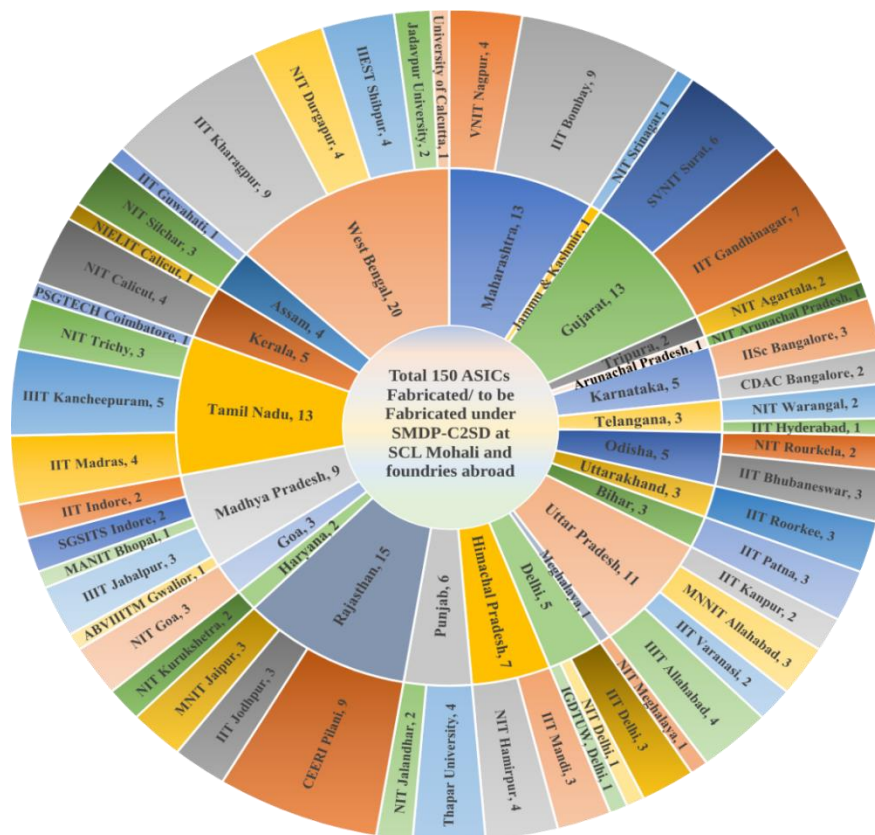 Total 150 ASICs
Fabricated/ to be
Fabricated under
SMDP-C2SD at
SCL Mohali and
foundries abroad
Maharashtra, 13
Jammu & Kashmir, 1
Gujarat, 13
Tripura, 2
Arunachal Pradesh, 1
Karnataka, 5
Telangana, 3
Odisha, 5
Uttarakhand, 3
Bihar, 3
Uttar Pradesh, 11
Meghalaya, 1
Delhi, 5
Himachal Pradesh, 7
Punjab, 6
Rajasthan, 15
Haryana, 2
Goa, 3
Madhya Pradesh, 9
Tamil Nadu, 13
Kerala, 5
Assam, 4
West Bengal, 20
VNIT Nagpur, 4
IIT Bombay, 9
NIT Srinagar, 1
SVNIT Surat, 6
IIT Gandhinagar, 7
NIT Agartala, 2
NIT Arunachal Pradesh, 1
IISc Bangalore, 3
CDAC Bangalore, 2
NIT Warangal, 2
IIT Hyderabad, 1
NIT Rourkela, 2
IIT Bhubaneswar, 3
IIT Roorkee, 3
IIT Patna, 3
IIT Kanpur, 2
MNNIT Allahabad, 3
IIT Varanasi, 2
IIIT Allahabad, 4
NIT Meghalaya, 1
IIT Delhi, 3
NIT Delhi, 1
IGDTUW, Delhi, 1
IIT Mandi, 3
NIT Hamirpur, 4
Thapar University, 4
NIT Jalandhar, 2
CEERI Pilani, 9
IIT Jodhpur, 3
MNIT Jaipur, 3
NIT Kurukshetra, 2
NIT Goa, 3
ABVIIITM Gwalior, 1
IIIT Jabalpur, 3
MANIT Bhopal, 1
SGSITS Indore, 2
IIT Indore, 2
IIT Madras, 4
IIIT Kancheepuram, 5
NIT Trichy, 3
PSGTECH Coimbatore, 1
NIT Calicut, 4
NIELIT Calicut, 1
NIT Silchar, 3
IIT Guwahati, 1
IIT Kharagpur, 9
NIT Durgapur, 4
IIEST Shibpur, 4
Jadavpur University, 2
University of Calcutta, 1